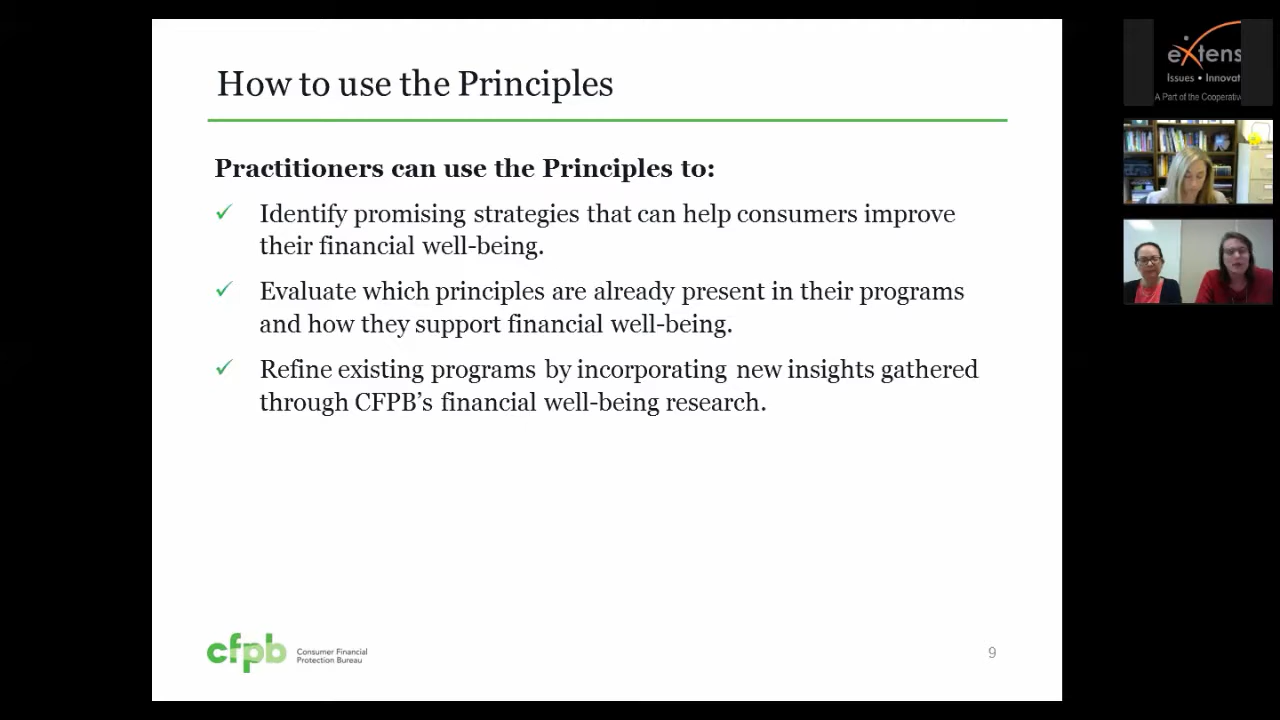 How to use the Principles
Practitioners can use the Principles to:
Identify promising strategies that can help consumers improve
their financial well-being.
Evaluate which principles are already present in their programs
and how they support financial well-being.
Refine existing programs by incorporating new insights gathered
through CFPB's financial well-being research.
cfpb
Consumer Financial
Protection Bureau
9
eXtens
Issues • Innovat
A Part of the Cooperativ